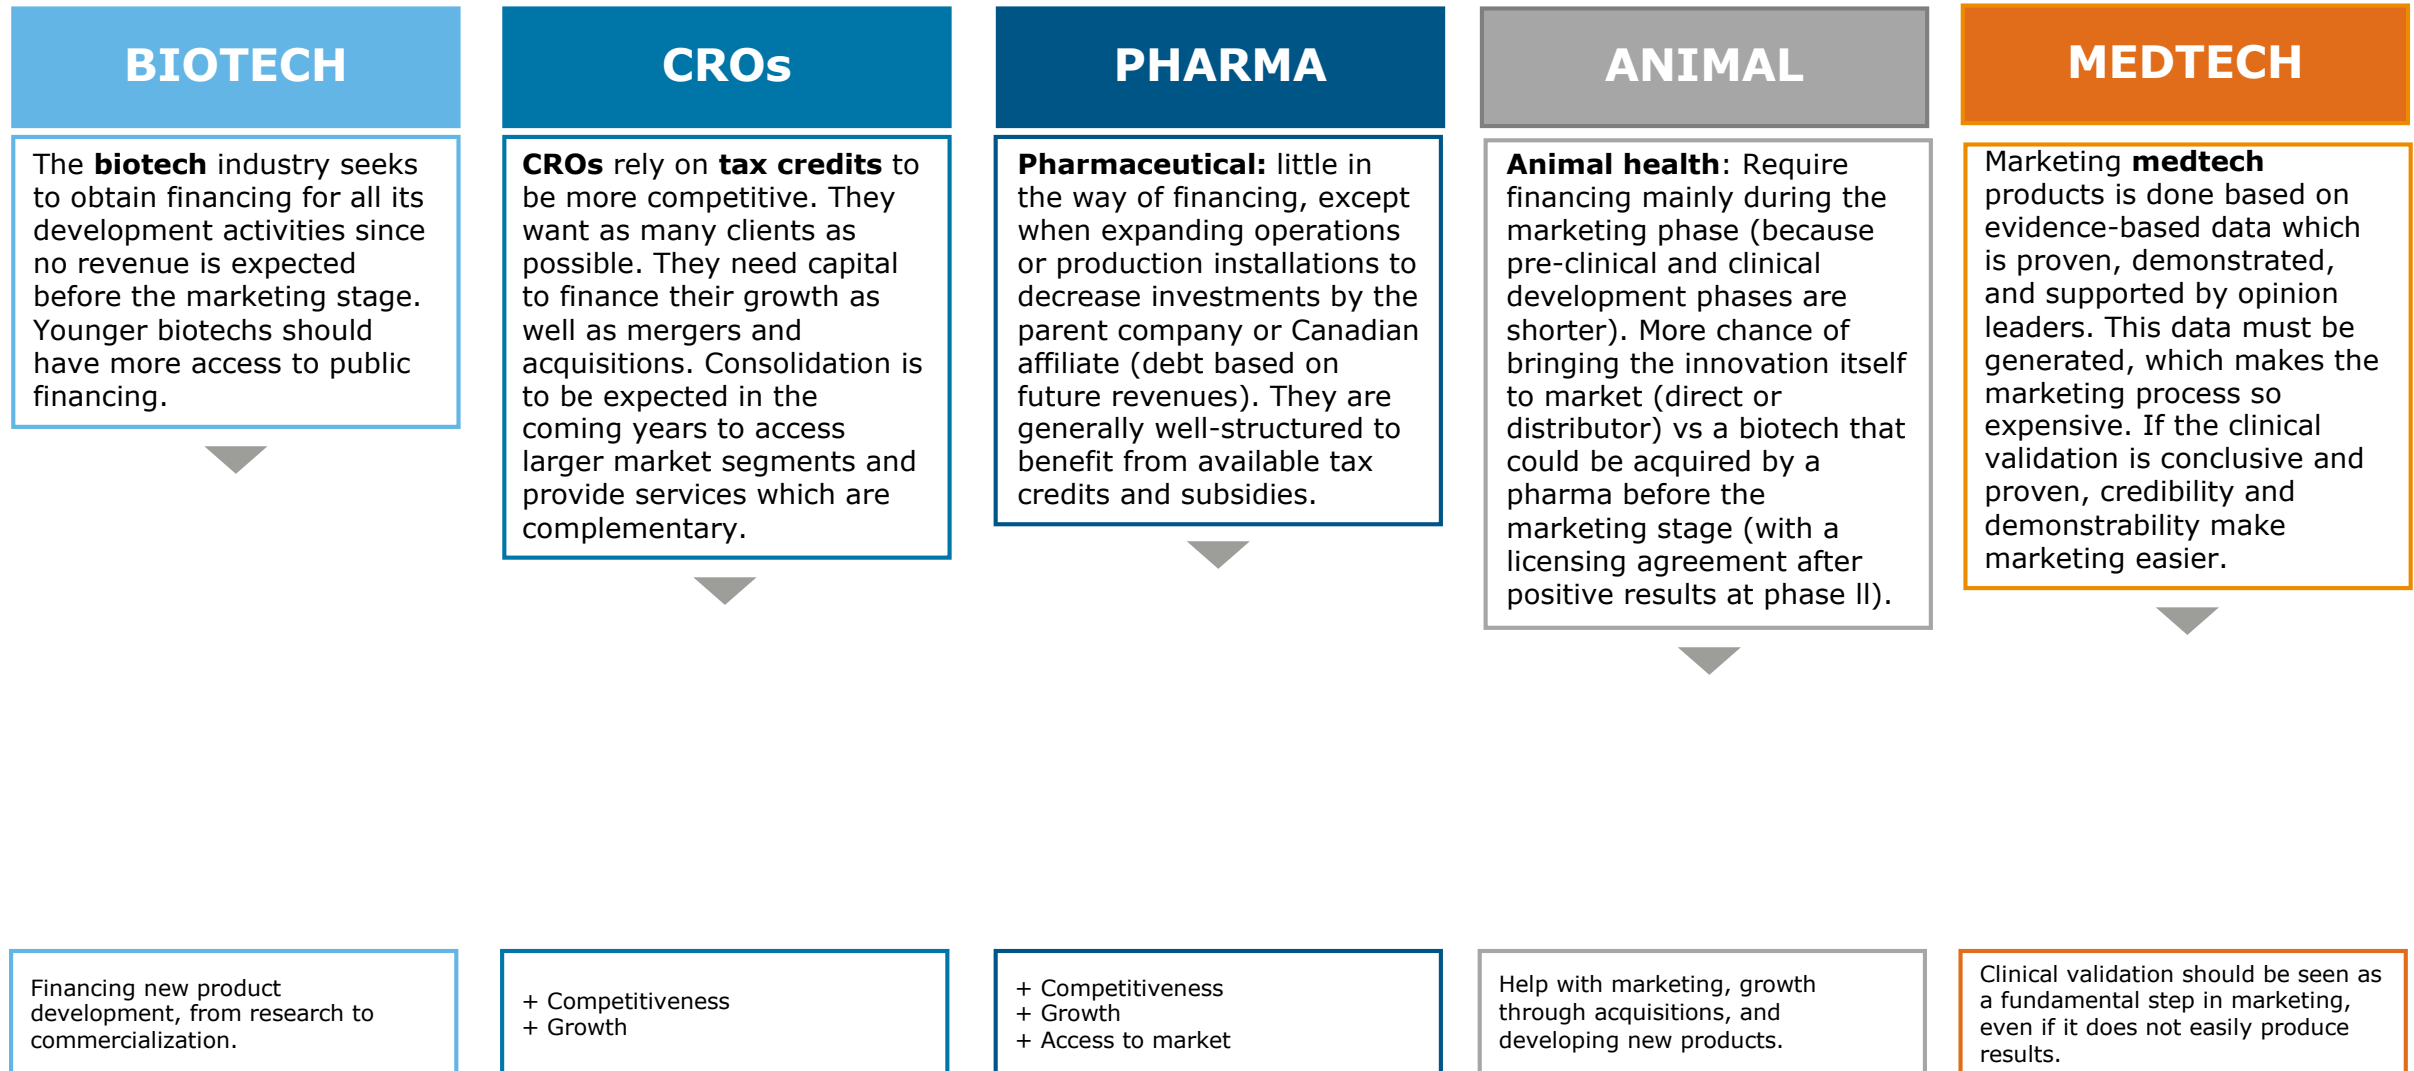 BIOTECH
The biotech industry seeks
to obtain financing for all its
development activities since
no revenue is expected
before the marketing stage.
Younger biotechs should
have more access to public
financing.
Financing new product
development, from research to
commercialization.
CROs
CROs rely on tax credits to
be more competitive. They
want as many clients as
possible. They need capital
to finance their growth as
well as mergers and
acquisitions. Consolidation is
to be expected in the
coming years to access
larger market segments and
provide services which are
complementary.
+ Competitiveness
+ Growth
PHARMA
Pharmaceutical: little in
the way of financing, except
when expanding operations
or production installations to
decrease investments by the
parent company or Canadian
affiliate (debt based on
future revenues). They are
generally well-structured to
benefit from available tax
credits and subsidies.
+ Competitiveness
+ Growth
+ Access to market
ANIMAL
Animal health: Require
financing mainly during the
marketing phase (because
pre-clinical and clinical
development phases are
shorter). More chance of
bringing the innovation itself
to market (direct or
distributor) vs a biotech that
could be acquired by a
pharma before the
marketing stage (with a
licensing agreement after
positive results at phase ll).
Help with marketing, growth
through acquisitions, and
developing new products.
MEDTECH
Marketing medtech
products is done based on
evidence-based data which
is proven, demonstrated,
and supported by opinion
leaders. This data must be
generated, which makes the
marketing process so
expensive. If the clinical
validation is conclusive and
proven, credibility and
demonstrability make
marketing easier.
Clinical validation should be seen as
a fundamental step in marketing,
even if it does not easily produce
results.